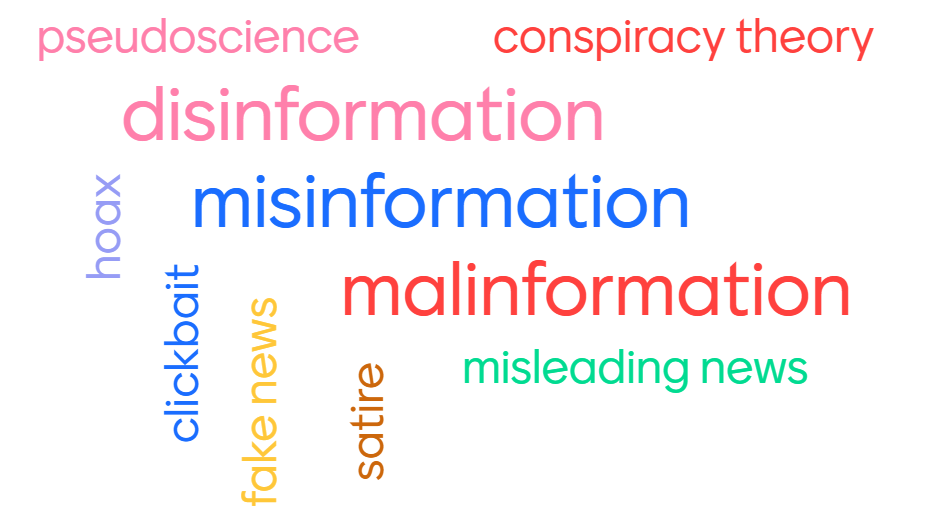 pseudoscience
conspiracy theory
disinformation
hoax
misinformation
clickbait
malinformation
fake news
misleading news
satire